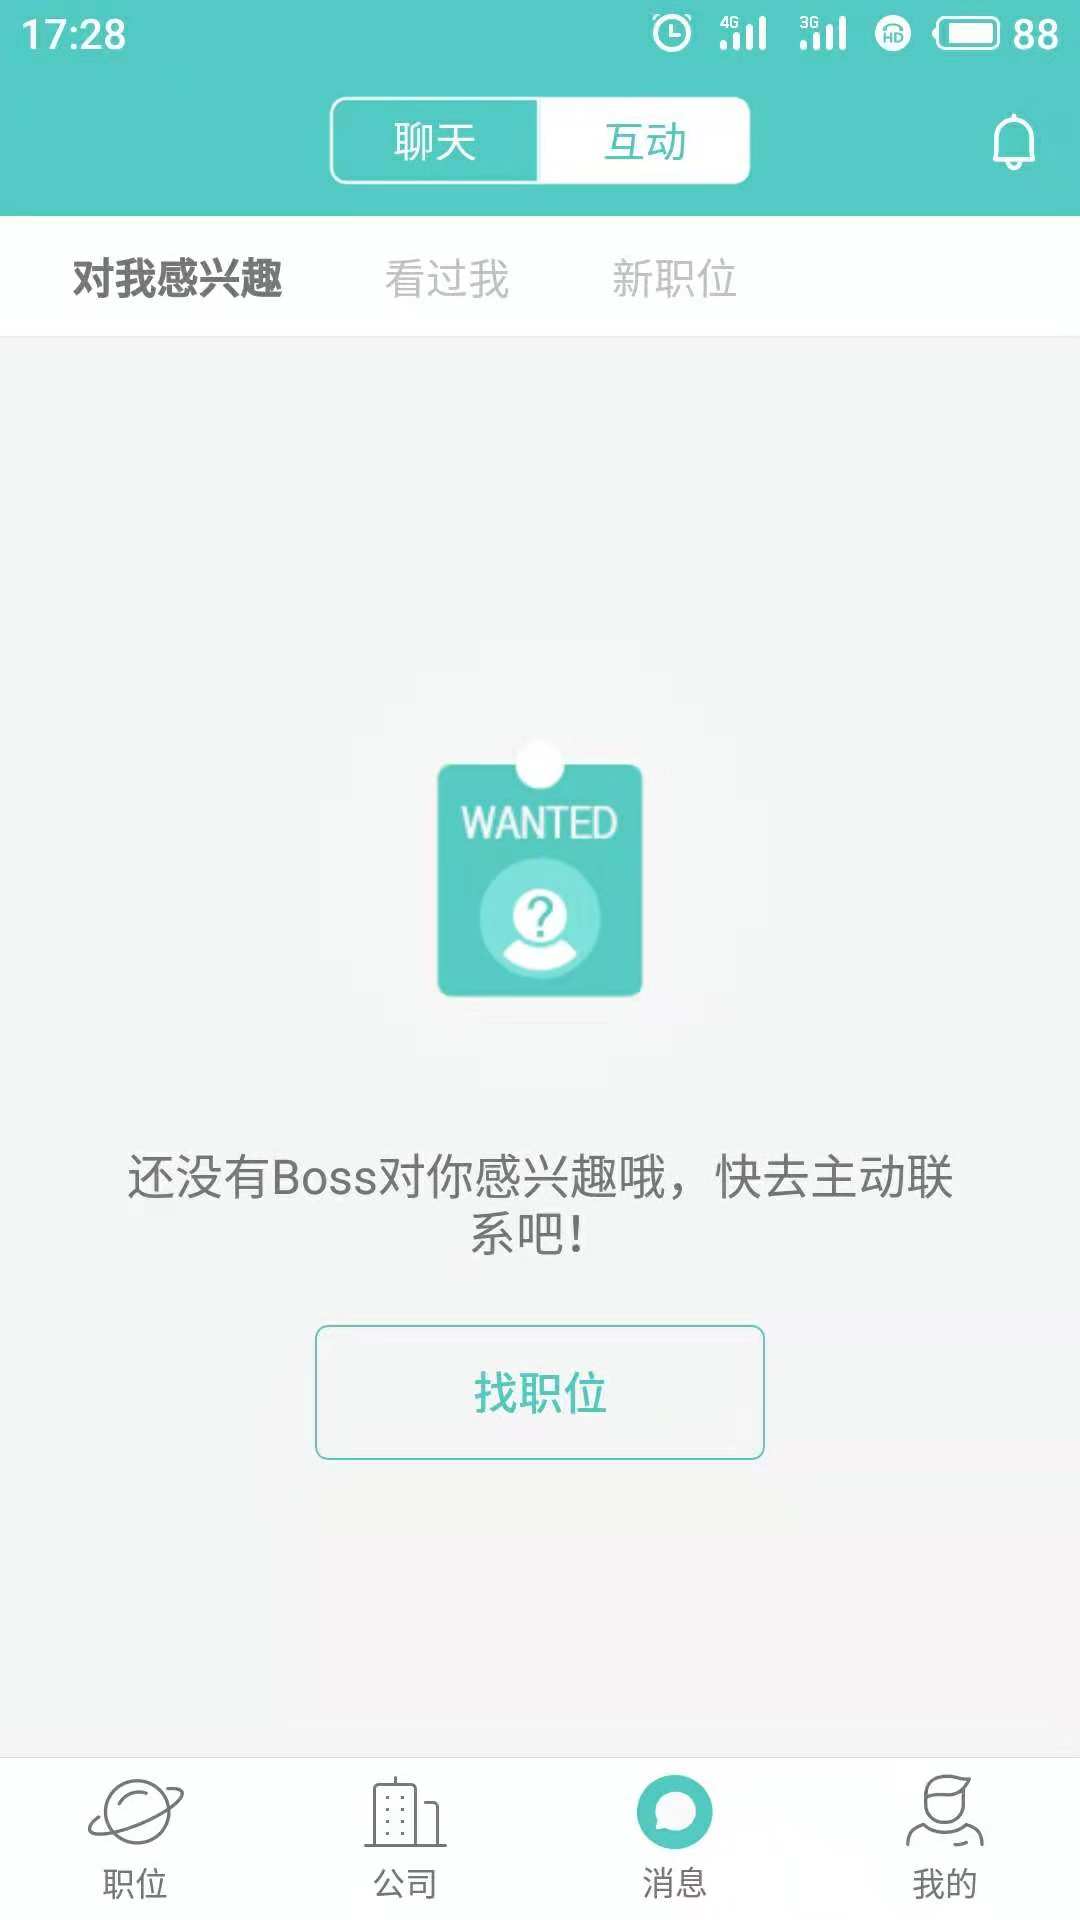 17:28
4G
3G
HD
88
聊天
互动
对我感兴趣
看过我
新职位
WANTED
?
还没有Boss对你感兴趣哦，快去主动联
系吧！
找职位
职位
公司
消息
我的